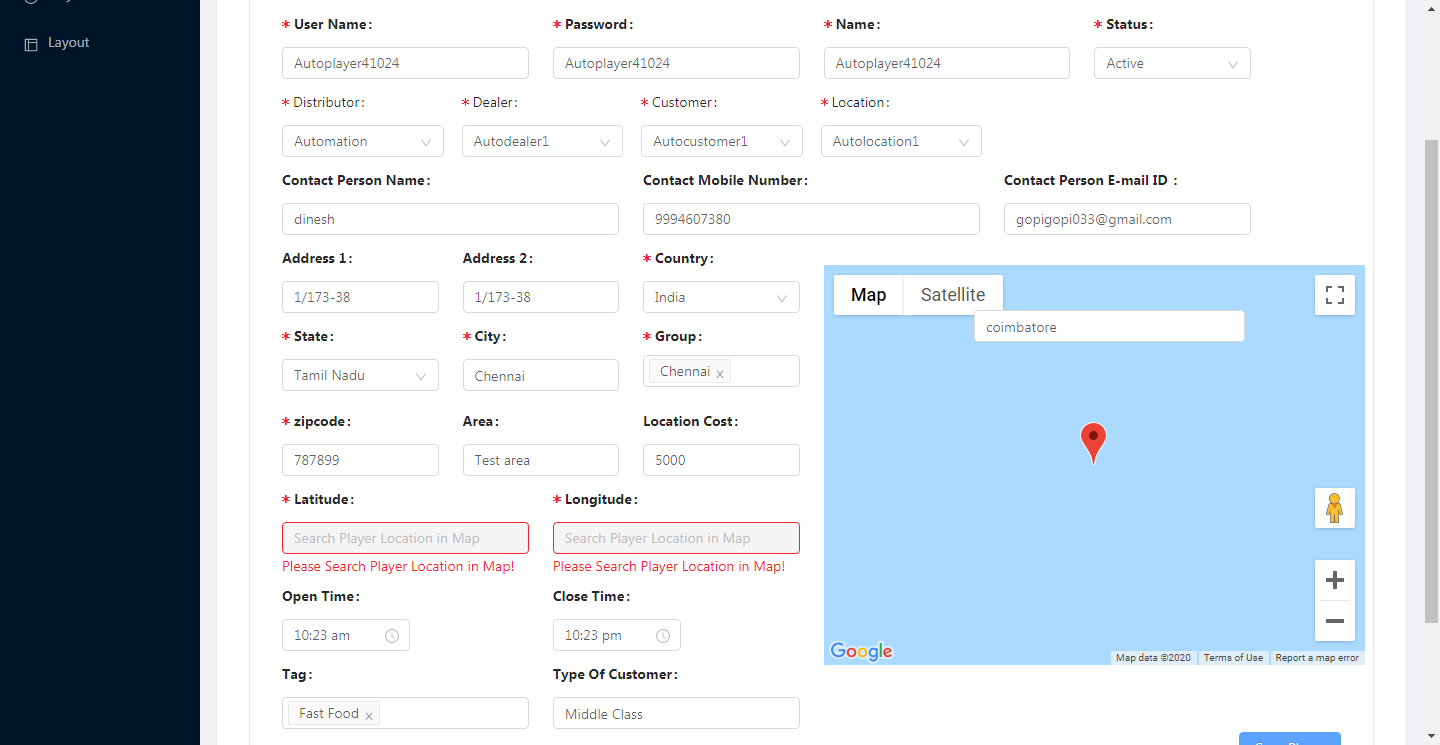 Layout
* User Name:
* Password:
* Name:
* Status:
Autoplayer41024
Autoplayer41024
Autoplayer41024
Active
* Distributor:
* Dealer:
* Customer:
* Location:
Automation
Autodealer1
Autocustomer1
Autolocation1
Contact Person Name:
Contact Mobile Number:
Contact Person E-mail ID :
dinesh
9994607380
gopigopi033@gmail.com
Address 1:
Address 2:
* Country:
1/173-38
1/173-38
India
* State:
* City:
* Group:
Tamil Nadu
Chennai
Chennai x
* zipcode:
Area:
Location Cost:
787899
Test area
5000
* Latitude:
* Longitude:
Search Player Location in Map
Search Player Location in Map
Please Search Player Location in Map!
Please Search Player Location in Map!
Open Time:
Close Time:
10:23 am
10:23 pm
Tag:
Type Of Customer:
Fast Food x
Middle Class
Map
Satellite
coimbatore
Google
Map data ©2020
Terms of Use
Report a map error